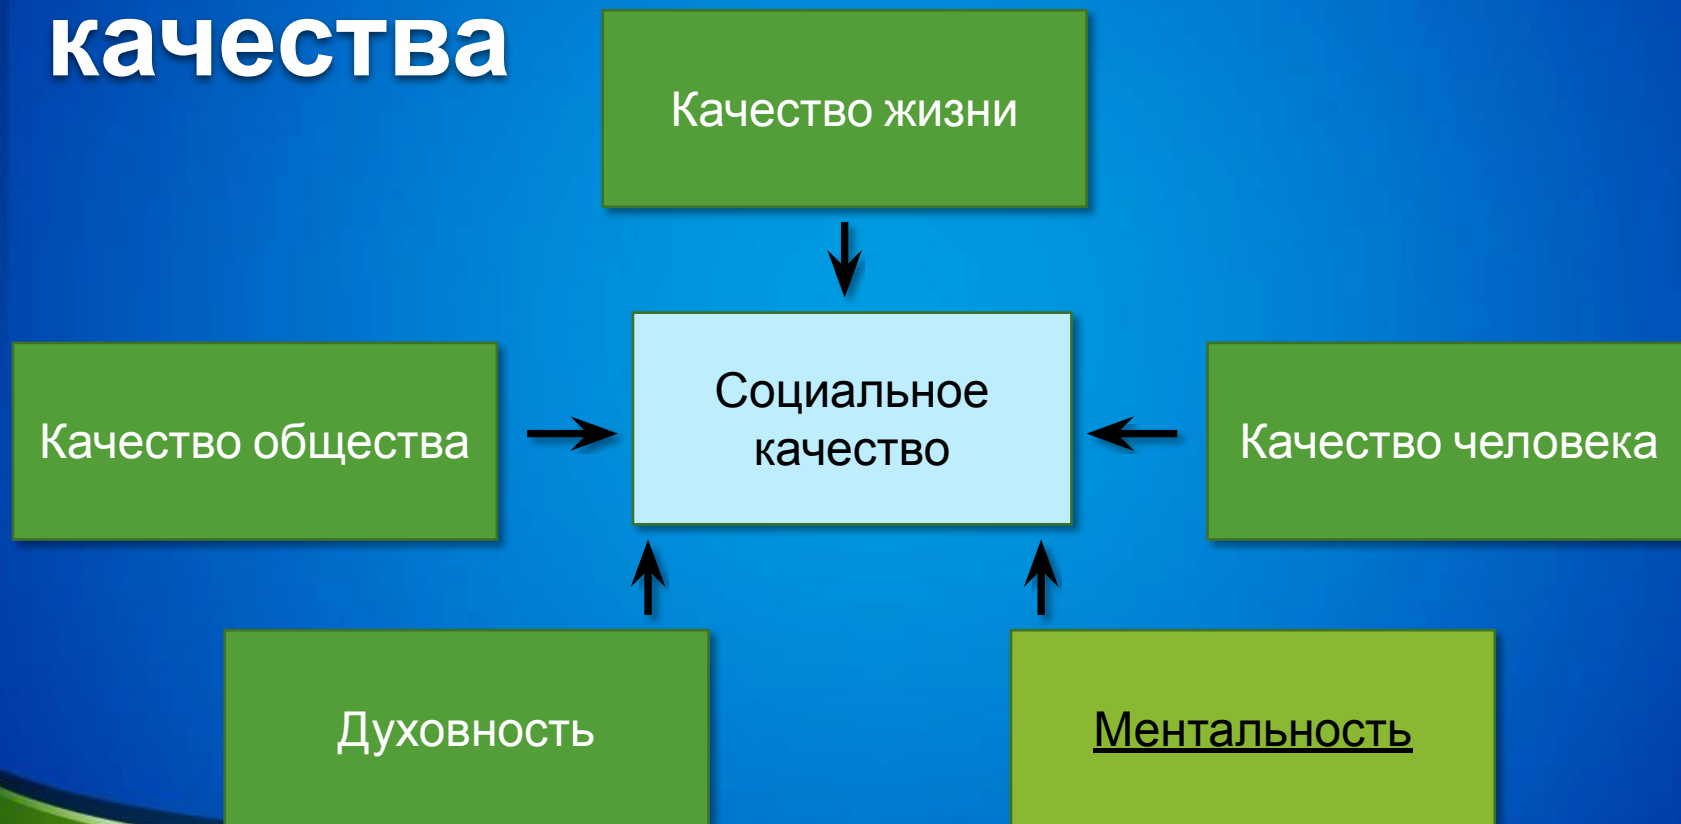 качества
Качество жизни
Социальное
качество
Качество общества
Качество человека
Духовность
Ментальность